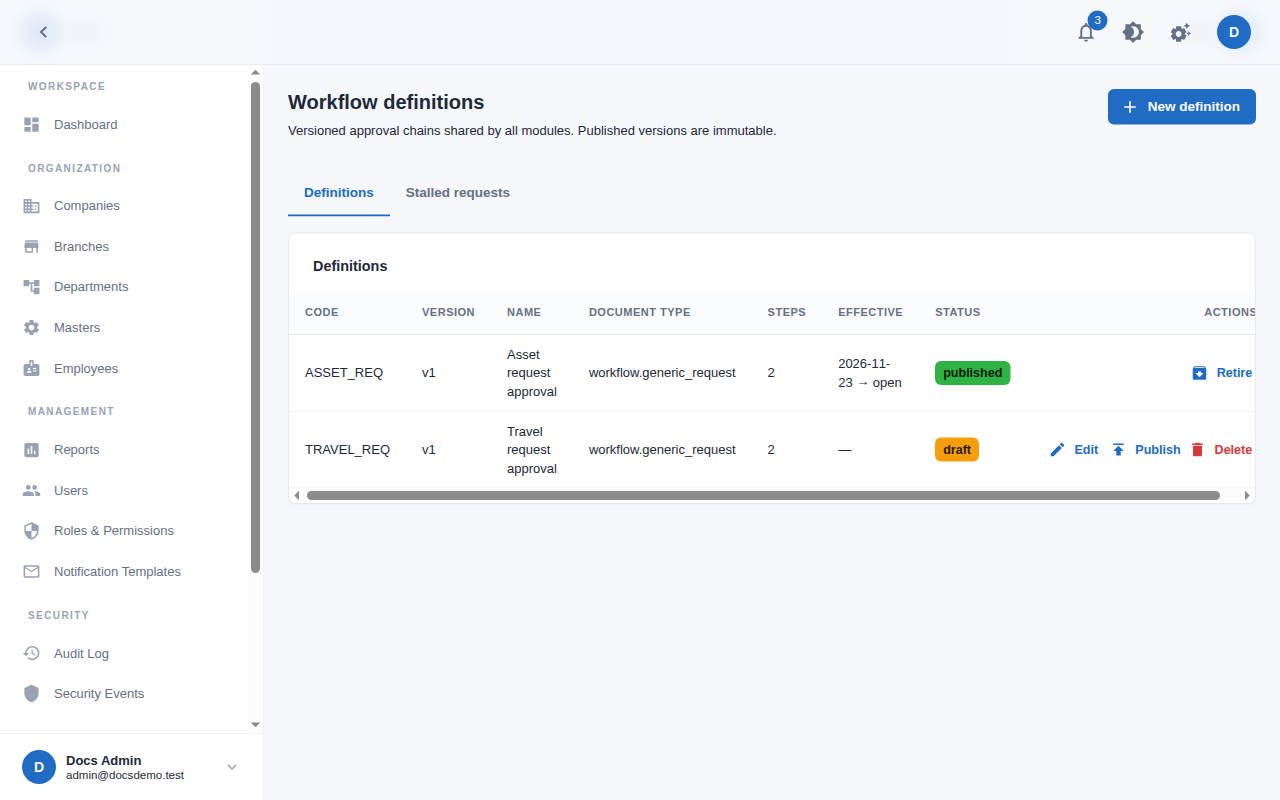 3
D
WORKSPACE
Dashboard
ORGANIZATION
Companies
Branches
Departments
Masters
Employees
MANAGEMENT
Reports
Users
Roles & Permissions
Notification Templates
SECURITY
Audit Log
Security Events
D
Docs Admin
admin@docsdemo.test
Workflow definitions
Versioned approval chains shared by all modules. Published versions are immutable.
New definition
Definitions
Stalled requests
Definitions
CODE VERSION NAME DOCUMENT TYPE STEPS EFFECTIVE STATUS ACTIONS
ASSET_REQ v1 Asset request approval workflow.generic_request 2 2026-11-23 → open published Retire
TRAVEL_REQ v1 Travel request approval workflow.generic_request 2 — draft Edit Publish Delete